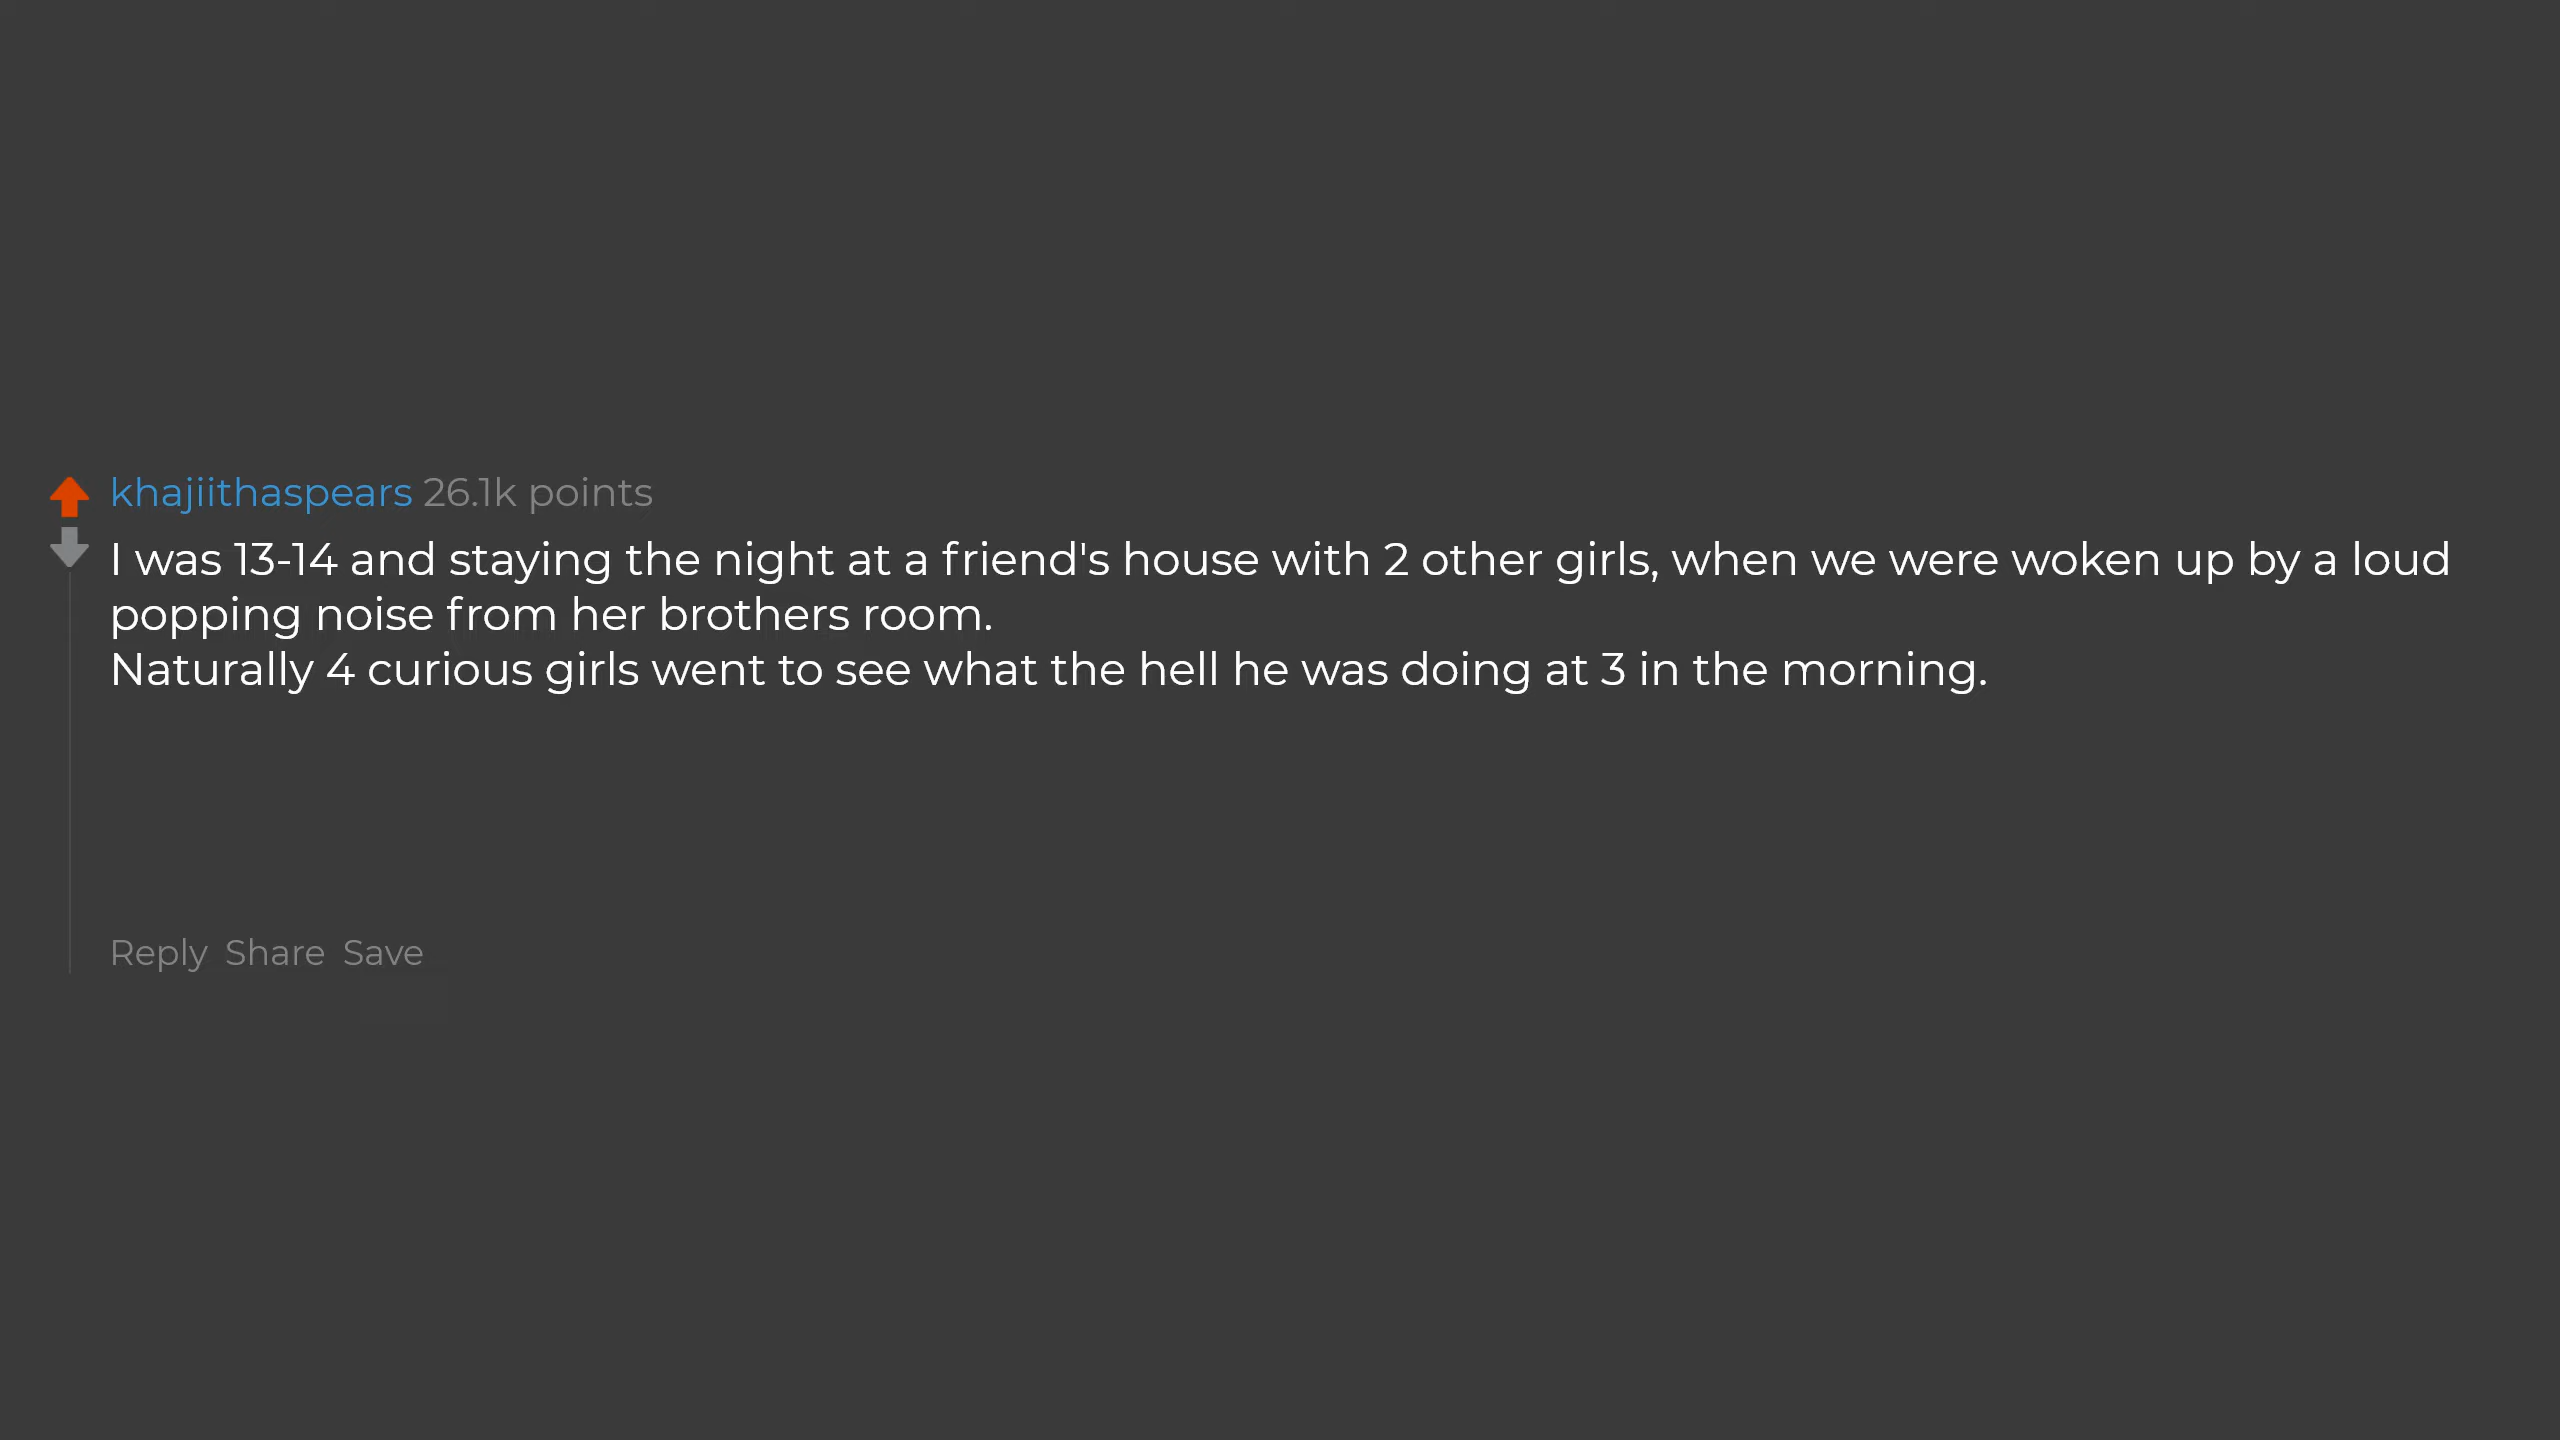 khajiithaspears 26.1k points
I was 13-14 and staying the night at a friend's house with 2 other girls, when we were woken up by a loud
popping noise from her brothers room.
Naturally 4 curious girls went to see what the hell he was doing at 3 in the morning.
Reply Share Save